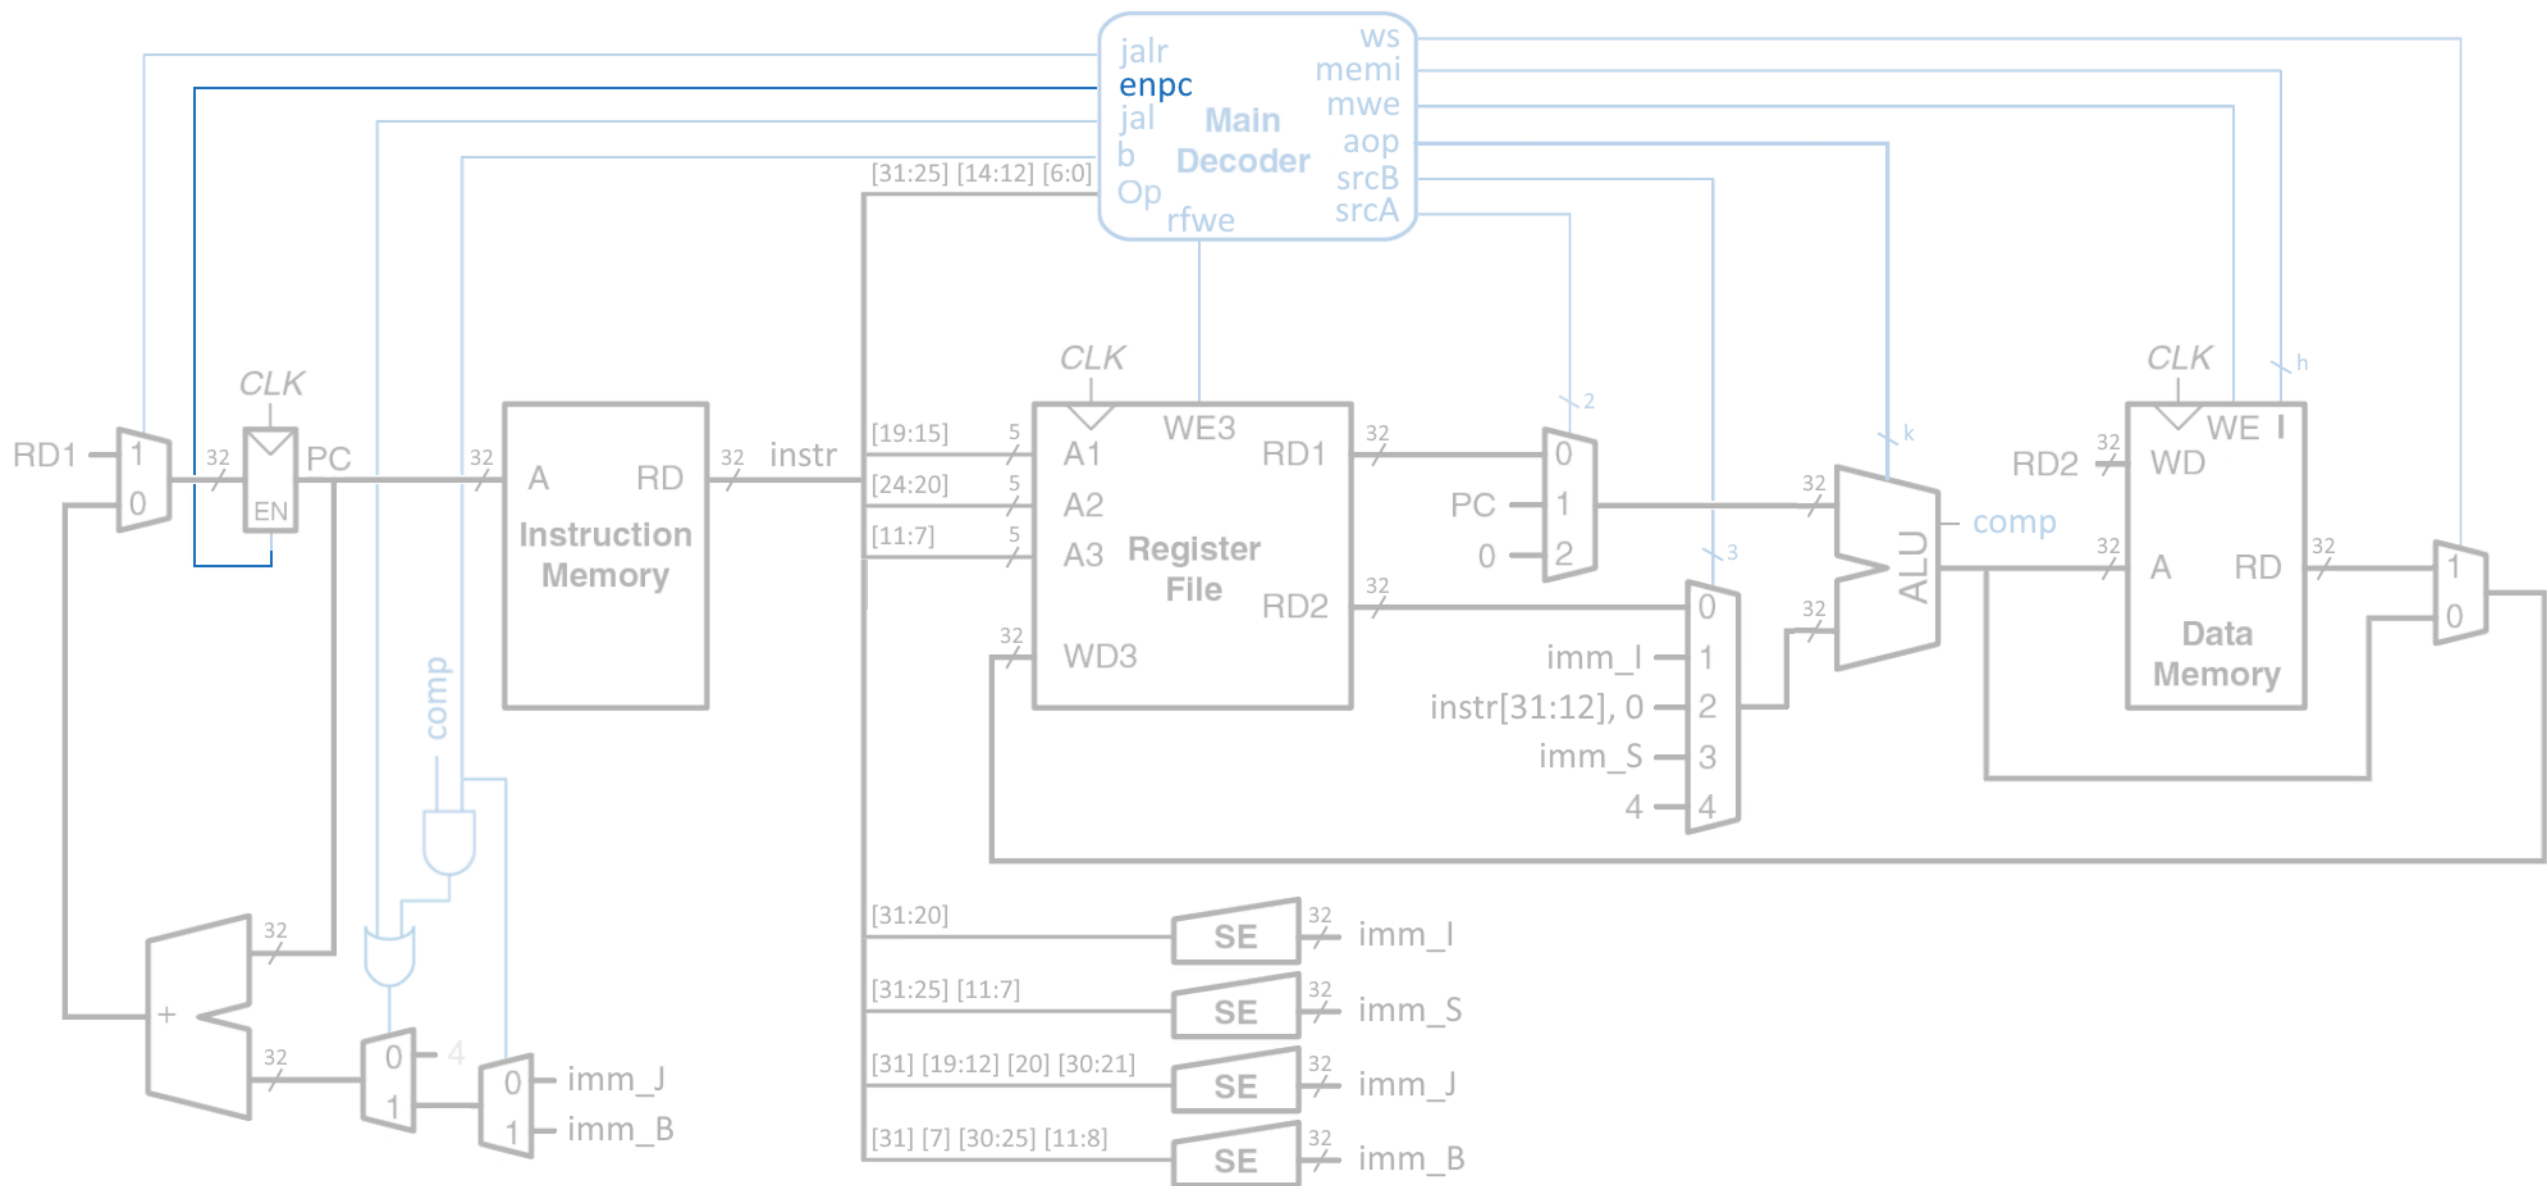 jalr
enpc
jal
b
Op
rfwe
Main
Decoder
ws
memi
mwe
aop
srcB
srcA
[31:25] [14:12] [6:0]
RD1
1
0
32
CLK
EN
PC
32
A
RD
Instruction
Memory
32
instr
[19:15]
5
[24:20]
5
[11:7]
5
CLK
WE3
A1
A2
A3
Register
File
RD1
RD2
WD3
32
32
32
2
0
1
2
PC
0
3
0
1
2
3
4
imm_I
instr[31:12], 0
imm_S
4
32
32
k
ALU
comp
32
CLK
WE I
RD2
32
WD
A
RD
Data
Memory
h
32
1
0
comp
32
+
32
0
1
4
0
1
imm_J
imm_B
[31:20]
SE
32
imm_I
[31:25] [11:7]
SE
32
imm_S
[31] [19:12] [20] [30:21]
SE
32
imm_J
[31] [7] [30:25] [11:8]
SE
32
imm_B